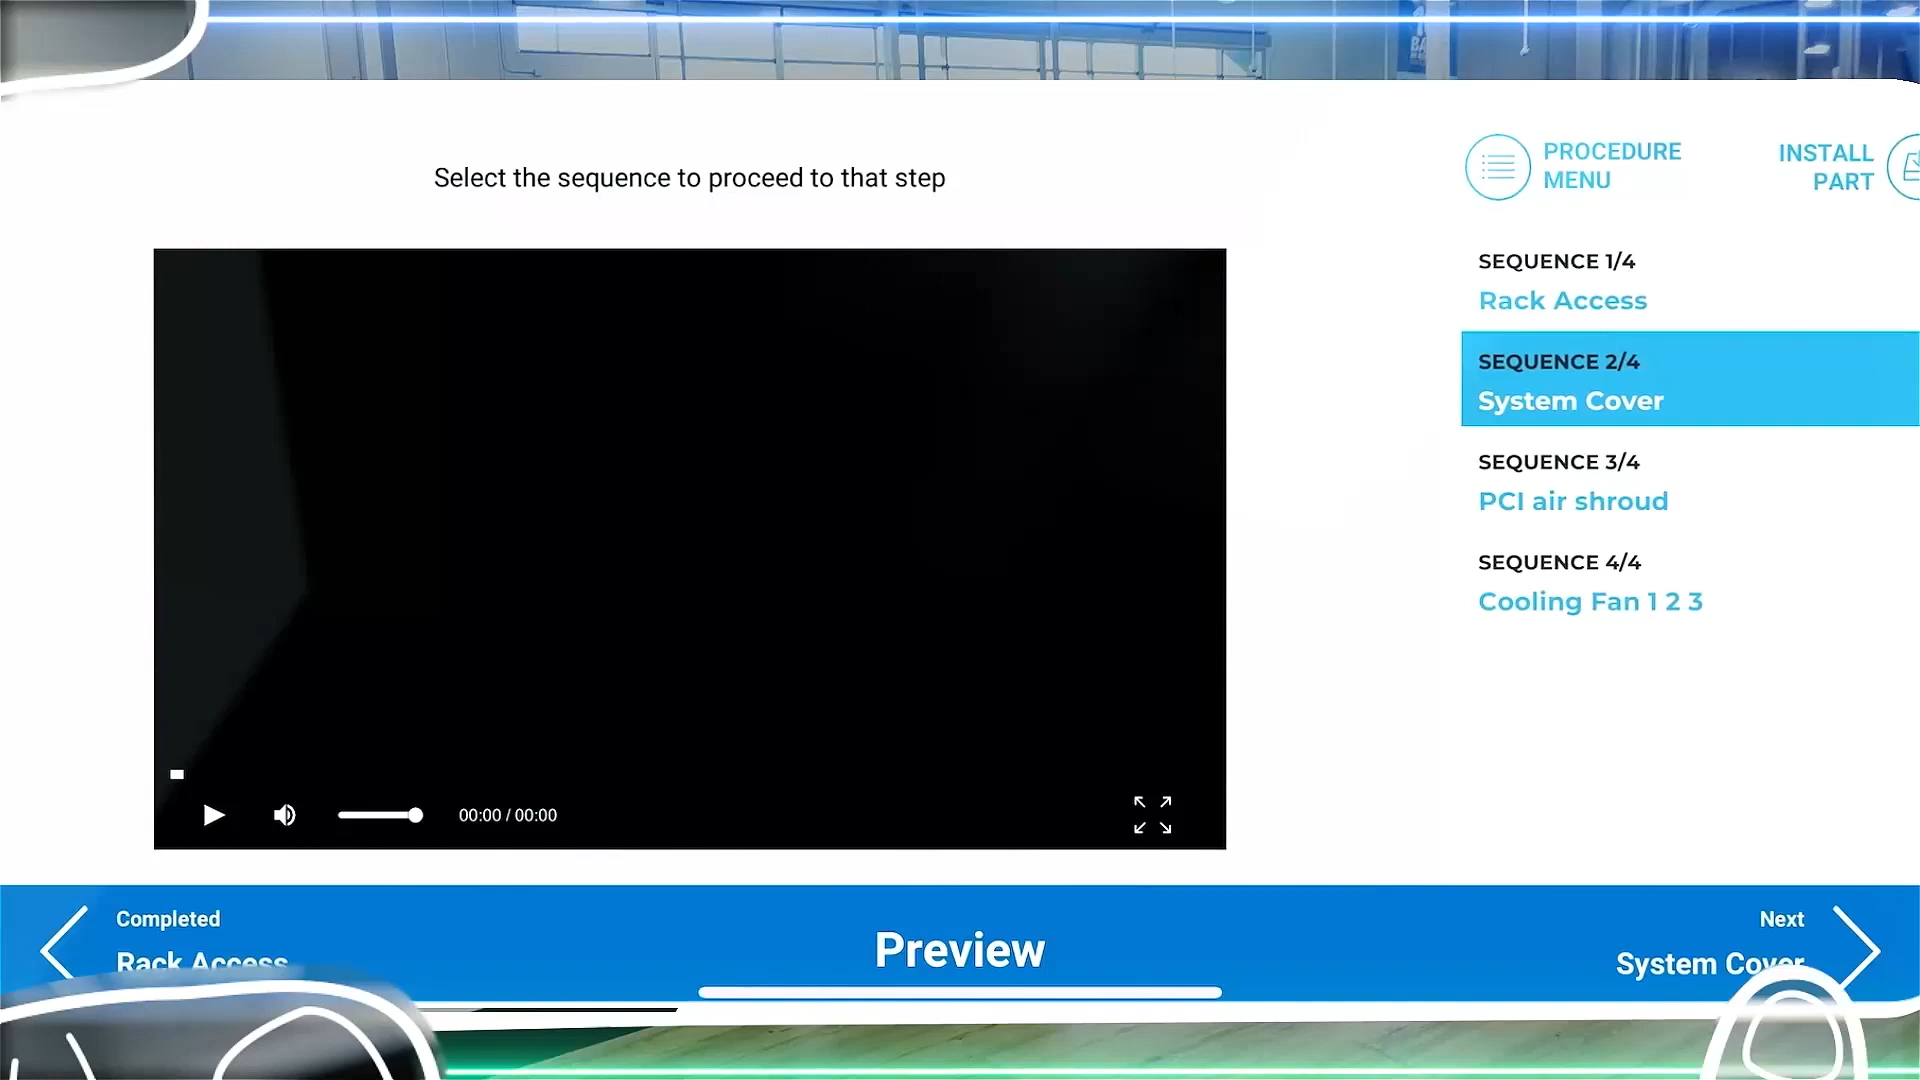 Select the sequence to proceed to that step
PROCEDURE
MENU
INSTALL
PART
SEQUENCE 1/4
Rack Access
SEQUENCE 2/4
System Cover
SEQUENCE 3/4
PCI air shroud
SEQUENCE 4/4
Cooling Fan 1 2 3
00:00 / 00:00
Completed
Rack Access
Preview
Next
System Cover